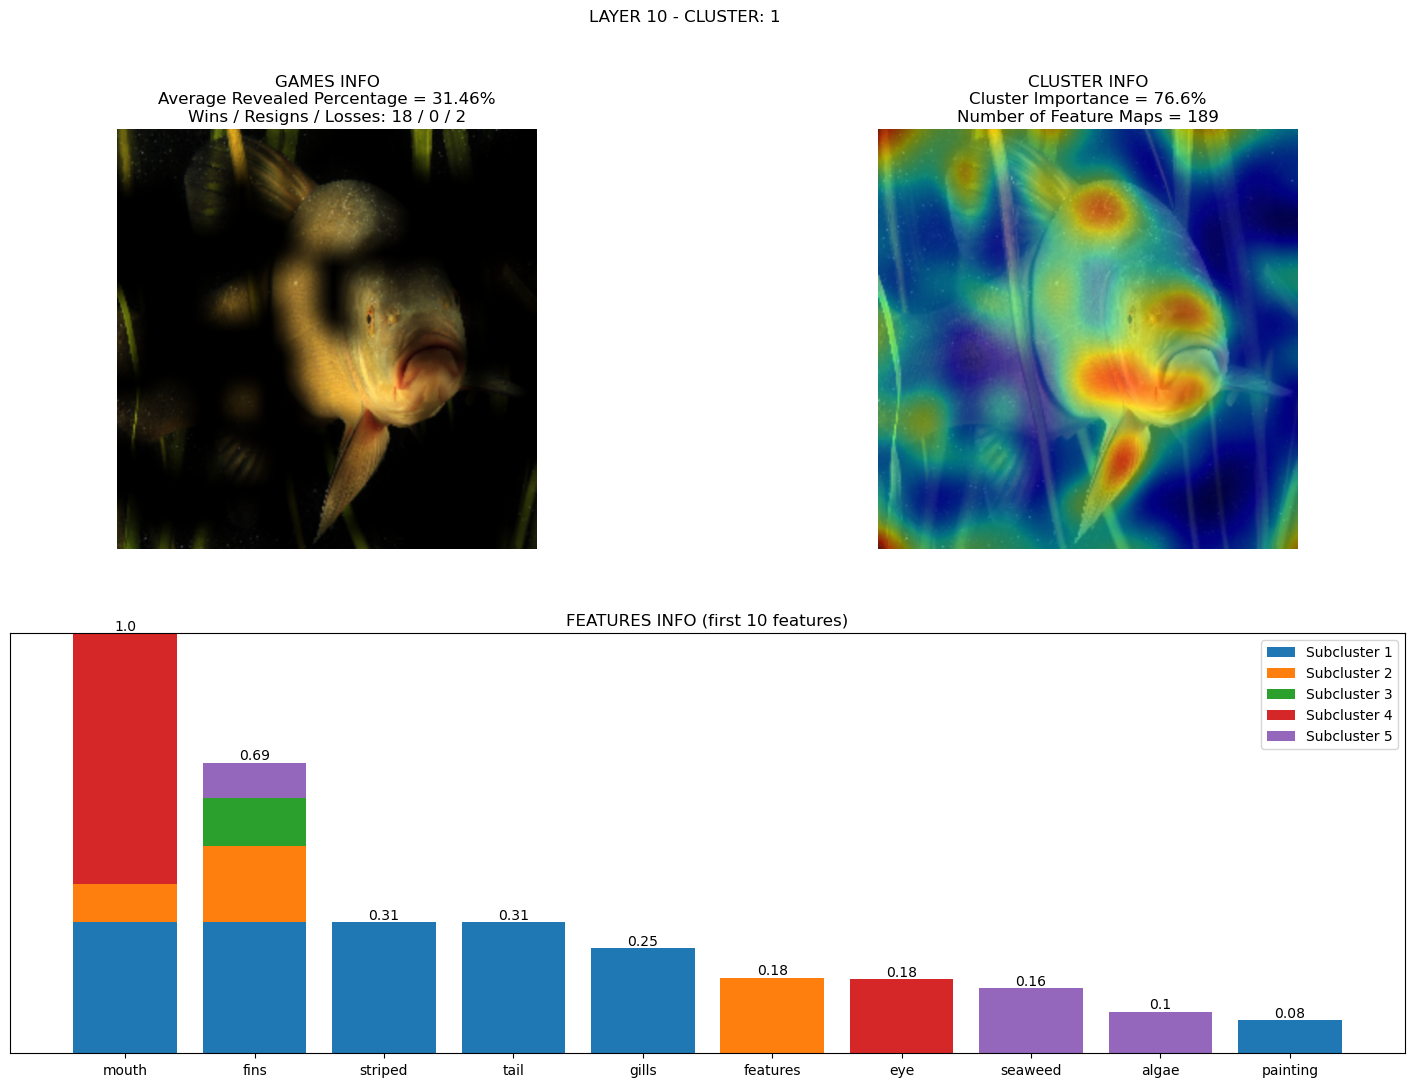 LAYER 10 - CLUSTER: 1
GAMES INFO
Average Revealed Percentage = 31.46%
Wins / Resigns / Losses: 18 / 0 / 2
CLUSTER INFO
Cluster Importance = 76.6%
Number of Feature Maps = 189
FEATURES INFO (first 10 features)
1.0
0.69
0.31
0.31
0.25
0.18
0.18
0.16
0.1
0.08
Subcluster 1
Subcluster 2
Subcluster 3
Subcluster 4
Subcluster 5
mouth
fins
striped
tail
gills
features
eye
seaweed
algae
painting